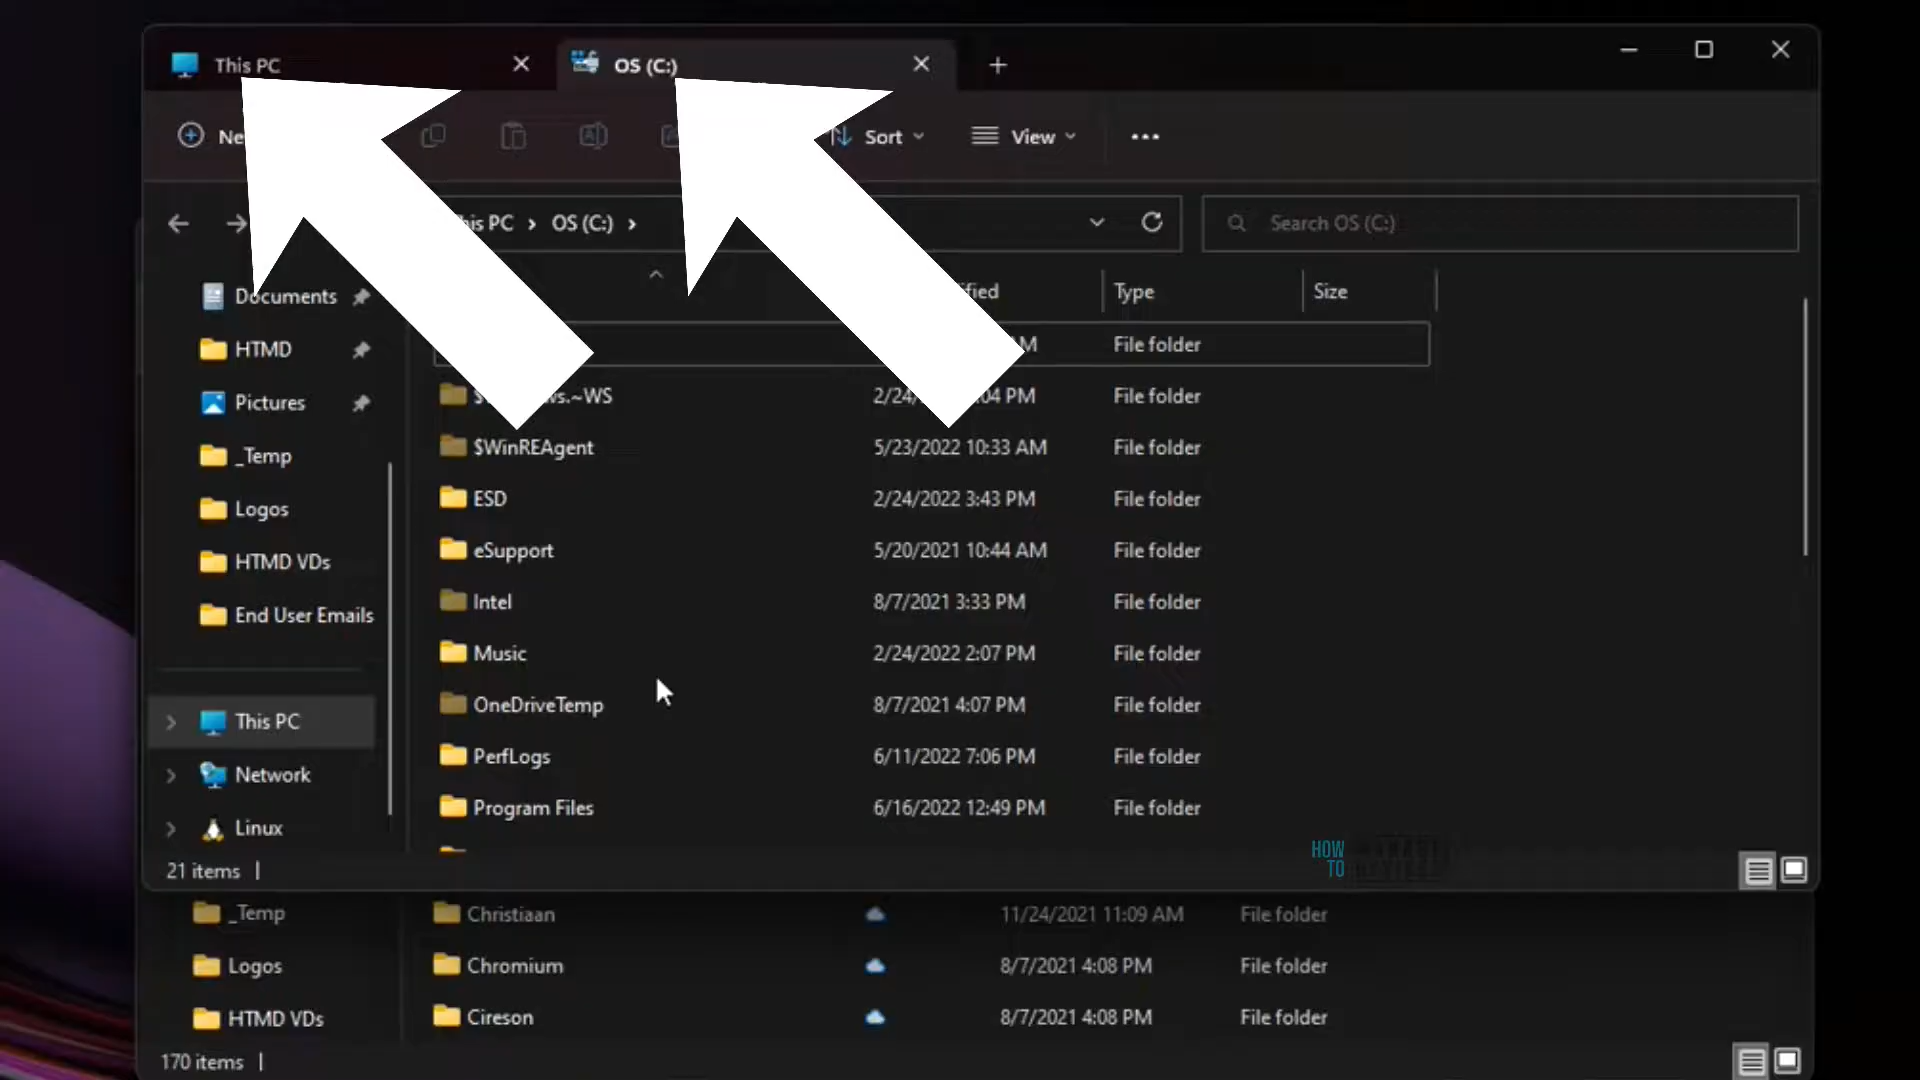 This PC
OS (C:)
Sort
View
This PC > OS (C:) >
Search OS (C:)
Type
Size
Documents
HTMD
Pictures
_Temp
Logos
HTMD VDs
End User Emails
This PC
Network
Linux
File folder
04 PM File folder
$WinREAgent 5/23/2022 10:33 AM File folder
ESD 2/24/2022 3:43 PM File folder
eSupport 5/20/2021 10:44 AM File folder
Intel 8/7/2021 3:33 PM File folder
Music 2/24/2022 2:07 PM File folder
OneDriveTemp 8/7/2021 4:07 PM File folder
PerfLogs 6/11/2022 7:06 PM File folder
Program Files 6/16/2022 12:49 PM File folder
HOW
TO
21 items
_Temp
Logos
HTMD VDs
Christiaan 11/24/2021 11:09 AM File folder
Chromium 8/7/2021 4:08 PM File folder
Cireson 8/7/2021 4:08 PM File folder
170 items